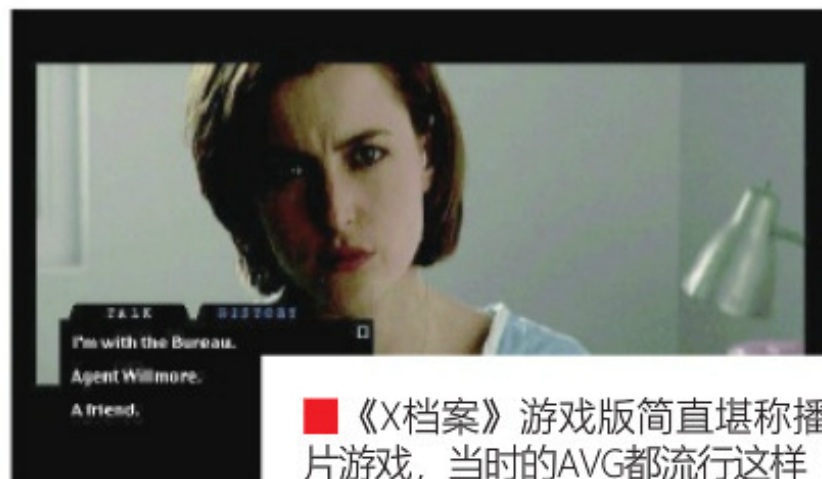 TALK HISTORY
I'm with the Bureau.
Agent Willmore.
A friend.
■《X档案》游戏版简直堪称播
片游戏，当时的AVG都流行这样